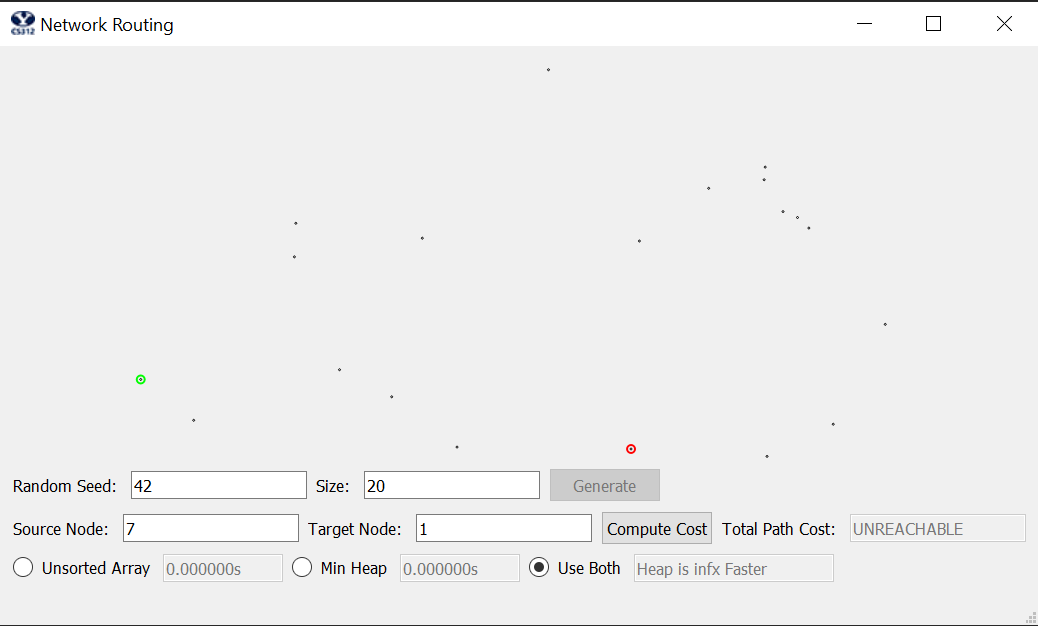 CS312 Network Routing
Random Seed: 42 Size: 20 Generate
Source Node: 7 Target Node: 1 Compute Cost Total Path Cost: UNREACHABLE
Unsorted Array 0.000000s Min Heap 0.000000s Use Both Heap is infx Faster